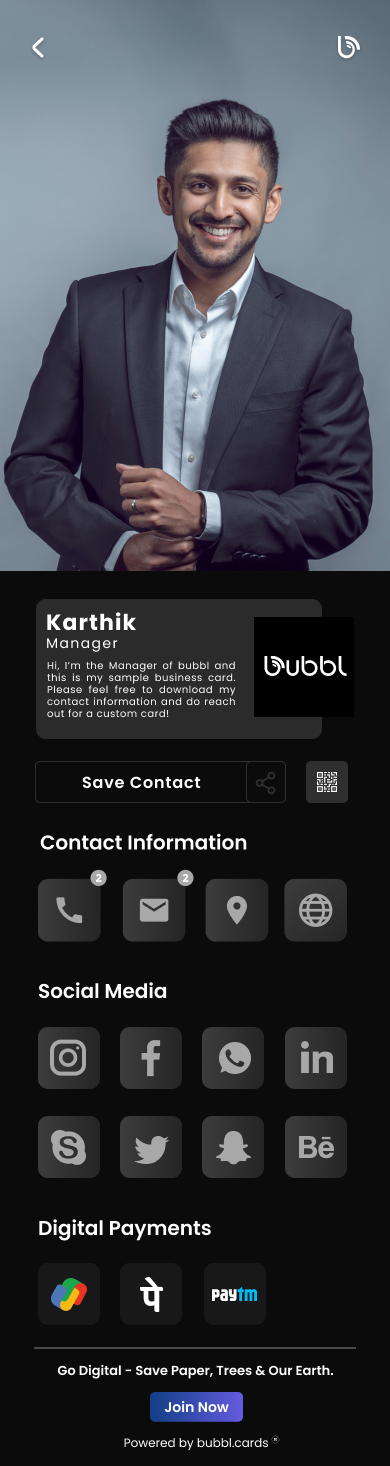 Karthik
Manager
Hi, I'm the Manager of bubbl and
this is my sample business card.
Please feel free to download my
contact information and do reach
out for a custom card!
bubbl
Save Contact
Contact Information
2
2
Social Media
Bē
Digital Payments
पे
paytm
Go Digital - Save Paper, Trees & Our Earth.
Join Now
Powered by bubbl.cards